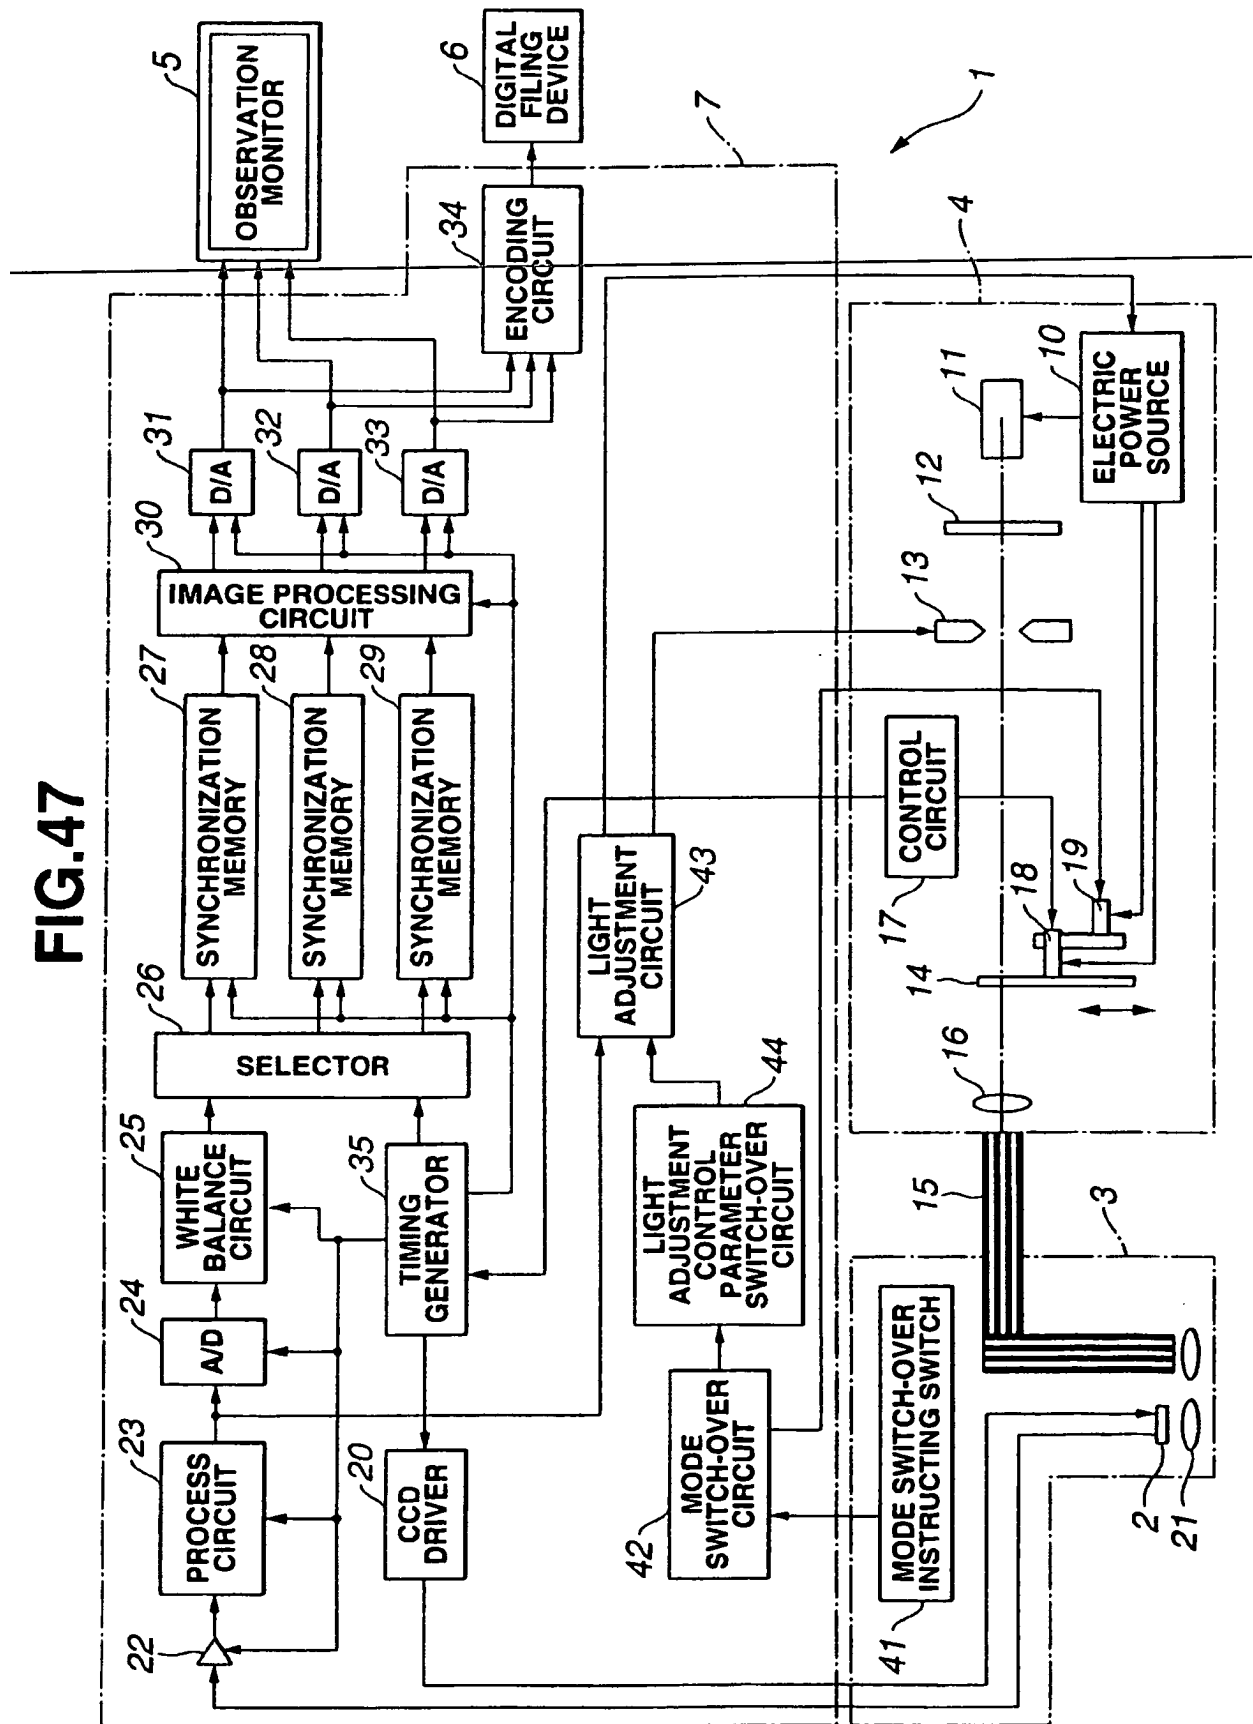 FIG.47
5
OBSERVATION
MONITOR
6
DIGITAL
FILING
DEVICE
7
1
34
ENCODING
CIRCUIT
31
D/A
32
D/A
33
D/A
30
IMAGE PROCESSING
CIRCUIT
27
SYNCHRONIZATION
MEMORY
28
SYNCHRONIZATION
MEMORY
29
SYNCHRONIZATION
MEMORY
26
SELECTOR
25
WHITE
BALANCE
CIRCUIT
24
A/D
23
PROCESS
CIRCUIT
22
35
TIMING
GENERATOR
20
CCD
DRIVER
43
LIGHT
ADJUSTMENT
CIRCUIT
44
LIGHT
ADJUSTMENT
CONTROL
PARAMETER
SWITCH-OVER
CIRCUIT
42
MODE
SWITCH-OVER
CIRCUIT
4
10
ELECTRIC
POWER
SOURCE
11
12
13
17
CONTROL
CIRCUIT
18
19
14
16
15
3
41
MODE SWITCH-OVER
INSTRUCTING SWITCH
2
21